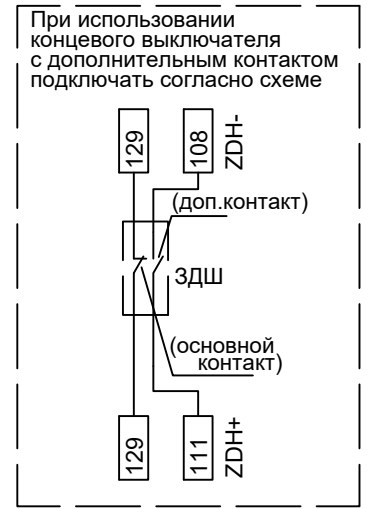 При использовании
концевого выключателя
с дополнительным контактом
подключать согласно схеме
129
108
ZDH-
(доп.контакт)
ЗДШ
(основной
контакт)
129
111
ZDH+